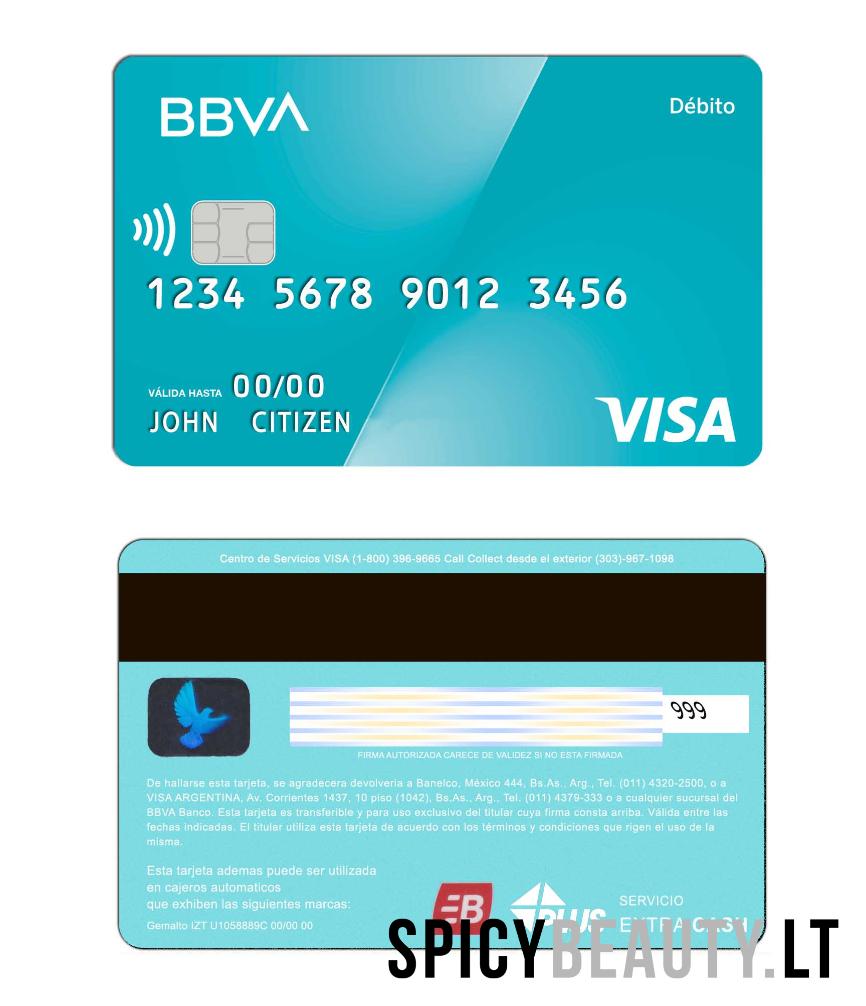 BBVA
Débito
1234 5678 9012 3456
VÁLIDA HASTA 00/00
JOHN CITIZEN
VISA
Centro de Servicios VISA (1-800) 396-9665 Call Collect desde el exterior (303)-967-1098
999
FIRMA AUTORIZADA CARECE DE VALIDEZ SI NO ESTA FIRMADA
De hallarse esta tarjeta, se agradecera devolveria a Banelco, México 444, Bs.As., Arg., Tel. (011) 4320-2500, o a
VISA ARGENTINA, Av. Corrientes 1437, 10 piso (1042), Bs.As., Arg., Tel. (011) 4379-333 o a cualquier sucursal del
BBVA Banco. Esta tarjeta es transferible y para uso exclusivo del titular cuya firma consta arriba. Válida entre las
fechas indicadas. El titular utiliza esta tarjeta de acuerdo con los términos y condiciones que rigen el uso de la
misma.
Esta tarjeta ademas puede ser utilizada
en cajeros automaticos
que exhiben las siguientes marcas:
Gemalto IZT U1058889C 00/00 00
B
PLUS
SERVICIO
EXTRA CASH
SPICYBEAUTY.LT